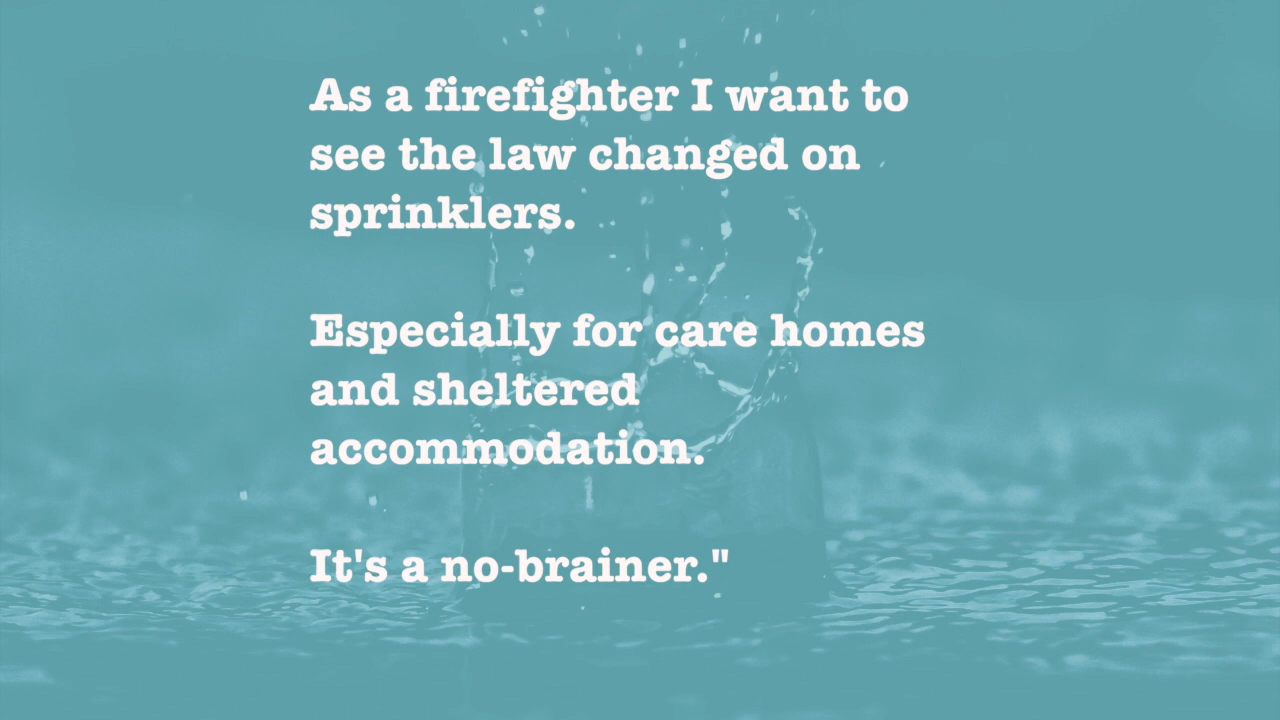 As a firefighter I want to
see the law changed on
sprinklers.
Especially for care homes
and sheltered
accommodation.
It's a no-brainer."